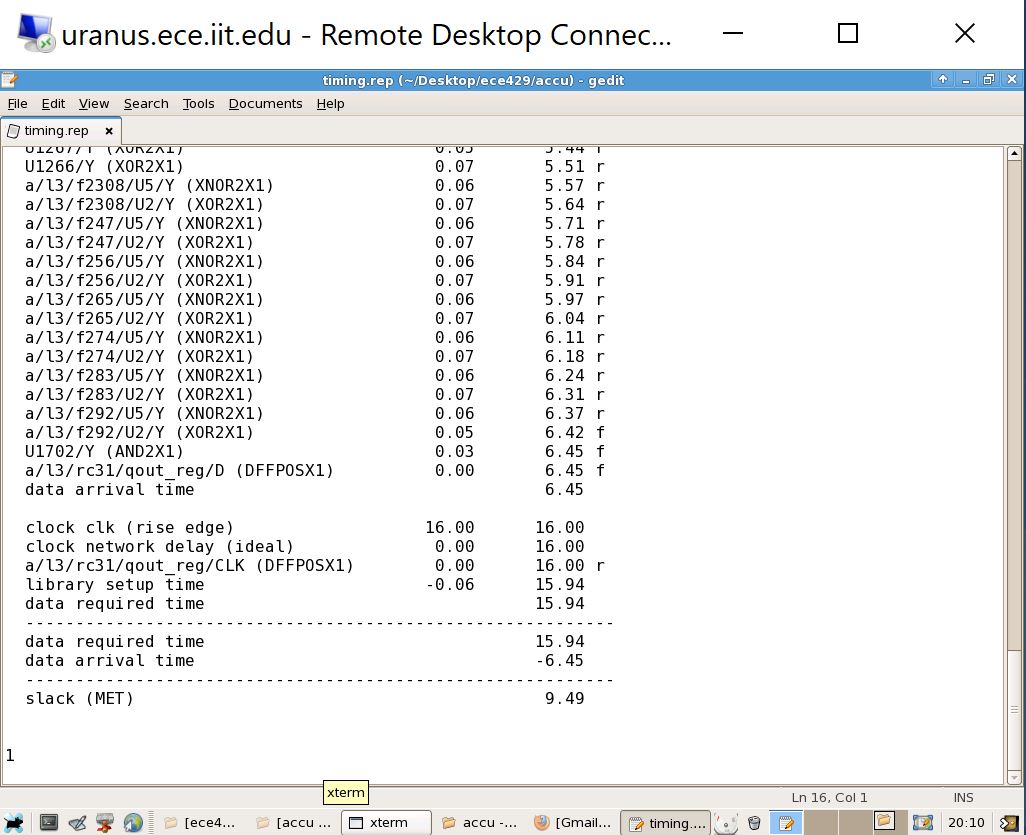 uranus.ece.iit.edu - Remote Desktop Connec...
timing.rep (~/Desktop/ece429/accu) - gedit
File Edit View Search Tools Documents Help
timing.rep
U1267/Y (XOR2X1) 0.05 5.44 r
U1266/Y (XOR2X1) 0.07 5.51 r
a/l3/f2308/U5/Y (XNOR2X1) 0.06 5.57 r
a/l3/f2308/U2/Y (XOR2X1) 0.07 5.64 r
a/l3/f247/U5/Y (XNOR2X1) 0.06 5.71 r
a/l3/f247/U2/Y (XOR2X1) 0.07 5.78 r
a/l3/f256/U5/Y (XNOR2X1) 0.06 5.84 r
a/l3/f256/U2/Y (XOR2X1) 0.07 5.91 r
a/l3/f265/U5/Y (XNOR2X1) 0.06 5.97 r
a/l3/f265/U2/Y (XOR2X1) 0.07 6.04 r
a/l3/f274/U5/Y (XNOR2X1) 0.06 6.11 r
a/l3/f274/U2/Y (XOR2X1) 0.07 6.18 r
a/l3/f283/U5/Y (XNOR2X1) 0.06 6.24 r
a/l3/f283/U2/Y (XOR2X1) 0.07 6.31 r
a/l3/f292/U5/Y (XNOR2X1) 0.06 6.37 r
a/l3/f292/U2/Y (XOR2X1) 0.05 6.42 f
U1702/Y (AND2X1) 0.03 6.45 f
a/l3/rc31/qout_reg/D (DFFPOSX1) 0.00 6.45 f
data arrival time 6.45
clock clk (rise edge) 16.00 16.00
clock network delay (ideal) 0.00 16.00
a/l3/rc31/qout_reg/CLK (DFFPOSX1) 0.00 16.00 r
library setup time -0.06 15.94
data required time 15.94
-----------------------------------------------------------
data required time 15.94
data arrival time -6.45
-----------------------------------------------------------
slack (MET) 9.49
1
xterm
Ln 16, Col 1 INS
[ece4... [accu ... xterm accu -... [Gmail... timing.... 20:10